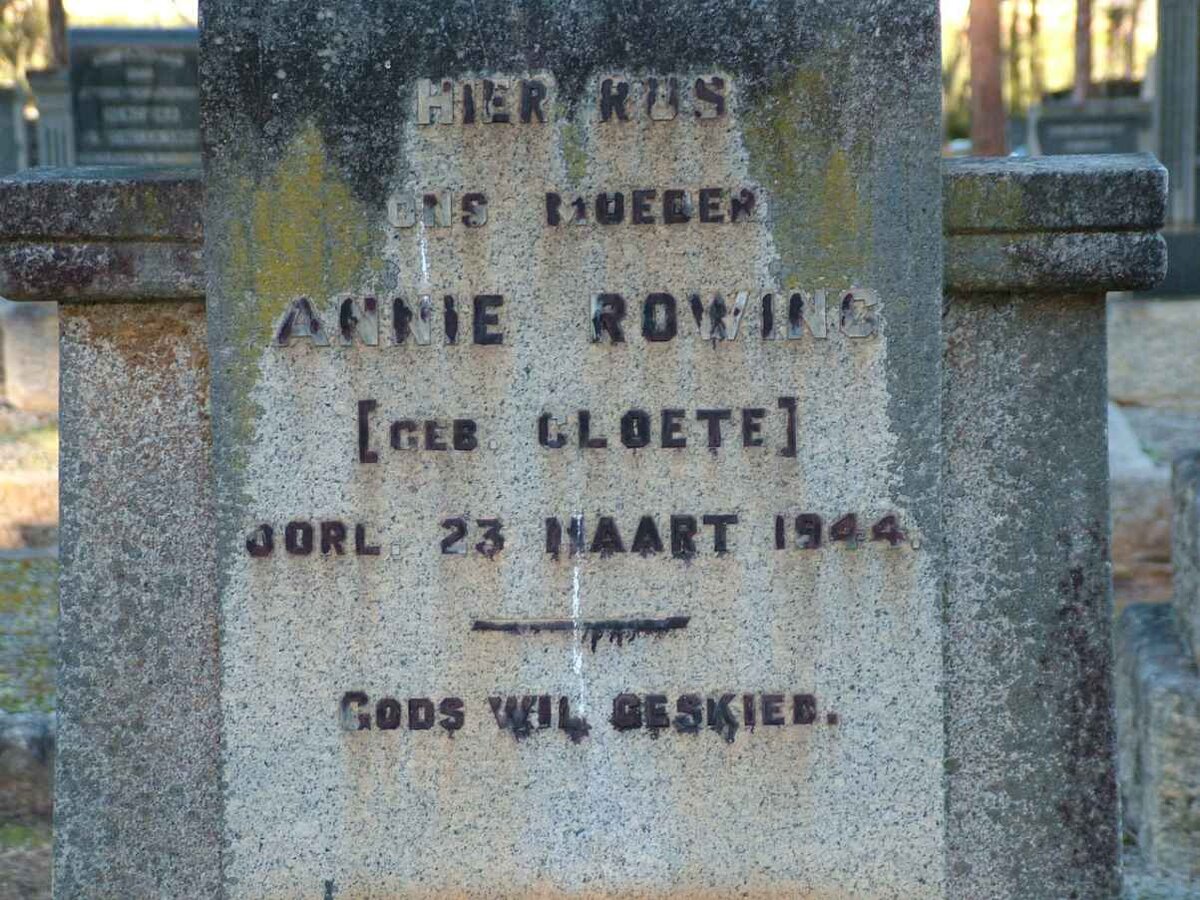 HIER RUS
ONS MOEDER
ANNIE ROWING
[GEB. CLOETE]
OORL. 23 MAART 1944.
GODS WIL GESKIED.